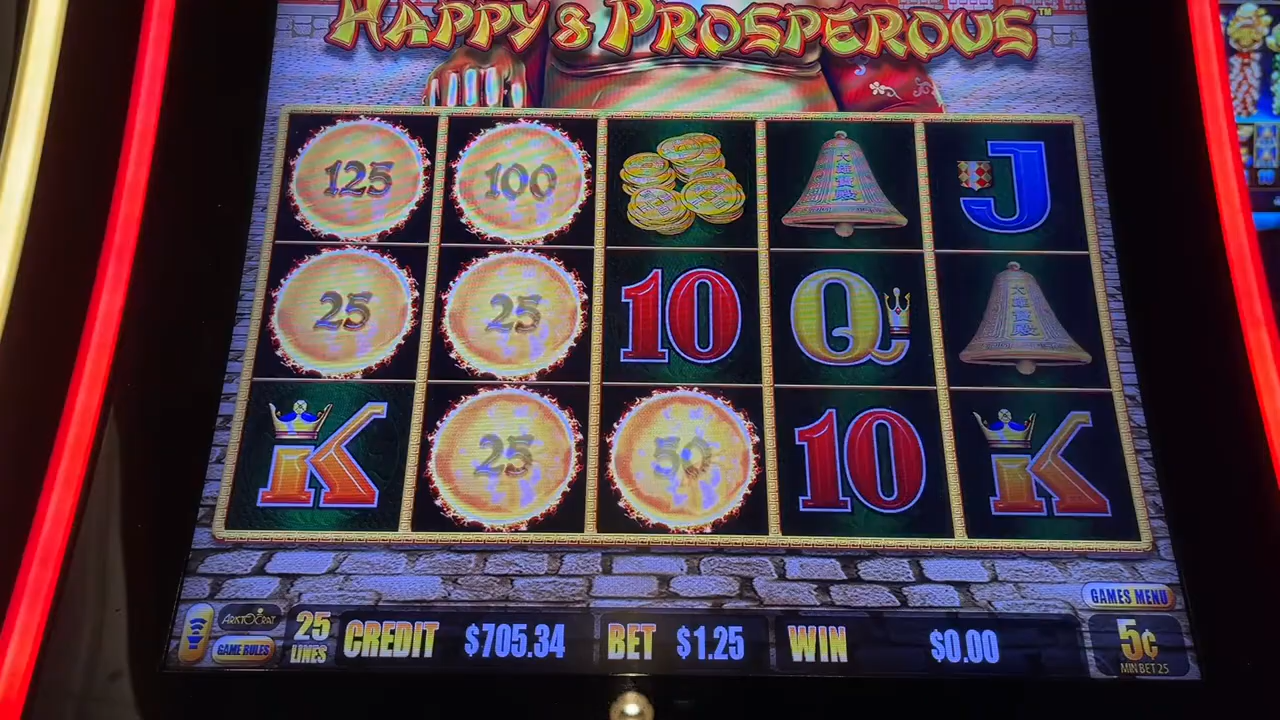 HAPPY & PROSPEROUS™
125 100 J
25 25 10 Q
K 25 50 10 K
GAMES MENU
ARISTOCRAT
GAME RULES
25 LINES
CREDIT $705.34
BET $1.25
WIN $0.00
5¢
MIN BET 25